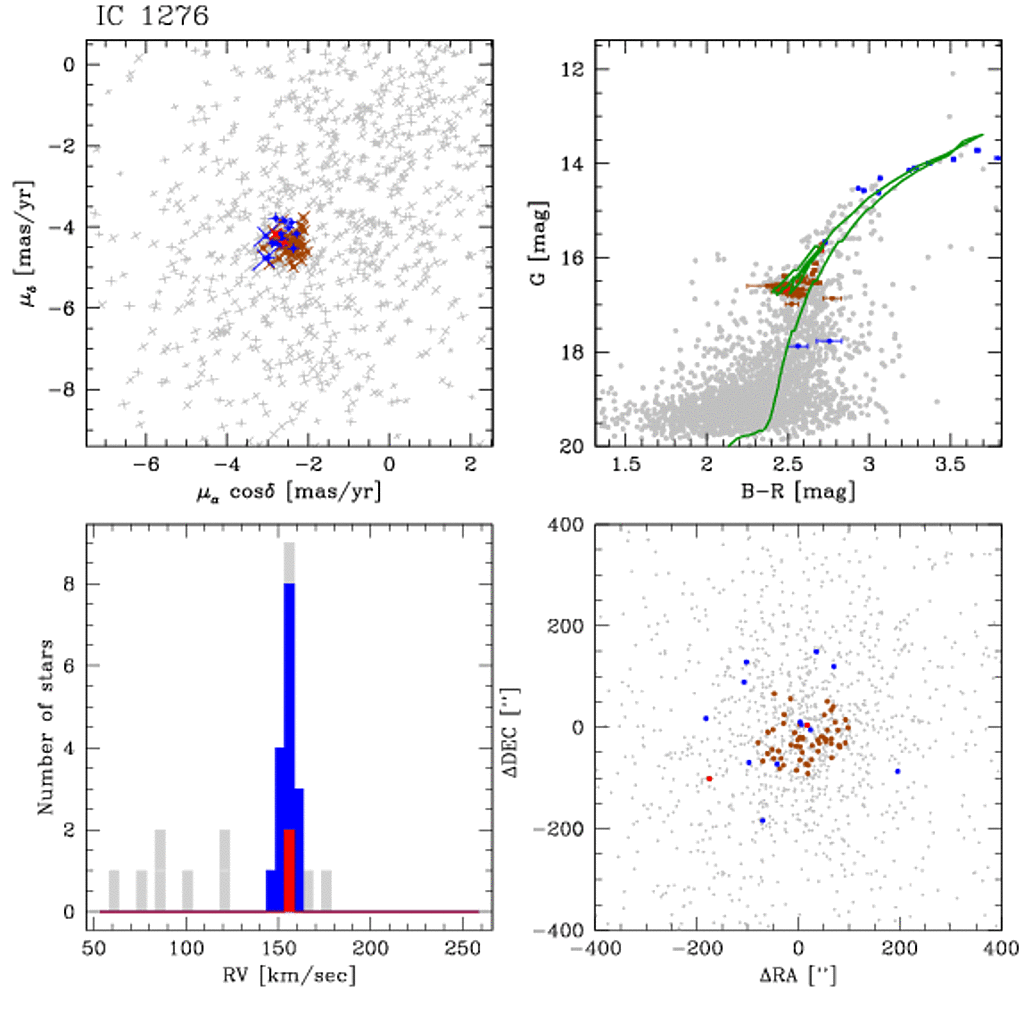 IC 1276
0
−2
−4
−6
−8
μδ [mas/yr]
−6 −4 −2 0 2
μα cosδ [mas/yr]
12
14
16
18
20
G [mag]
1.5 2 2.5 3 3.5
B−R [mag]
8
6
4
2
0
Number of stars
50 100 150 200 250
RV [km/sec]
400
200
0
−200
−400
ΔDEC ["]
−400 −200 0 200 400
ΔRA ["]